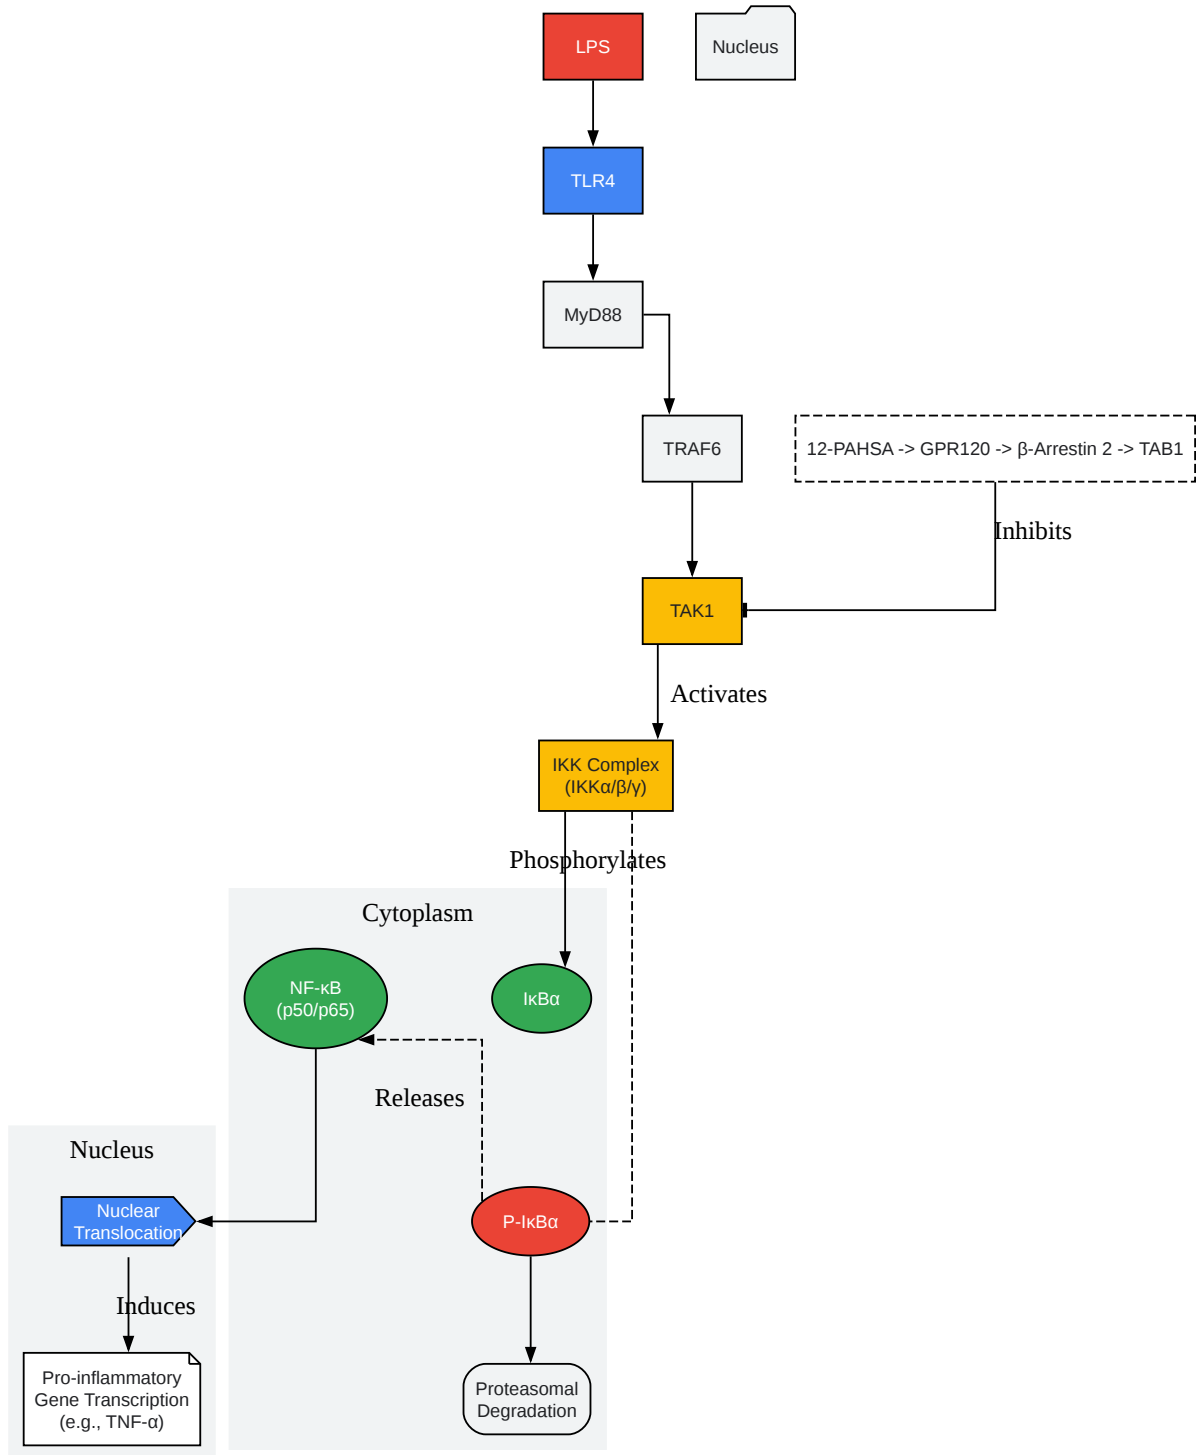 LPS
Nucleus
TLR4
MyD88
TRAF6
12-PAHSA -> GPR120 -> β-Arrestin 2 -> TAB1
Inhibits
TAK1
Activates
IKK Complex
(IKKα/β/γ)
Phosphorylates
Cytoplasm
NF-κB
(p50/p65)
IκBα
Releases
Nucleus
Nuclear
Translocation
P-IκBα
Induces
Pro-inflammatory
Gene Transcription
(e.g., TNF-α)
Proteasomal
Degradation